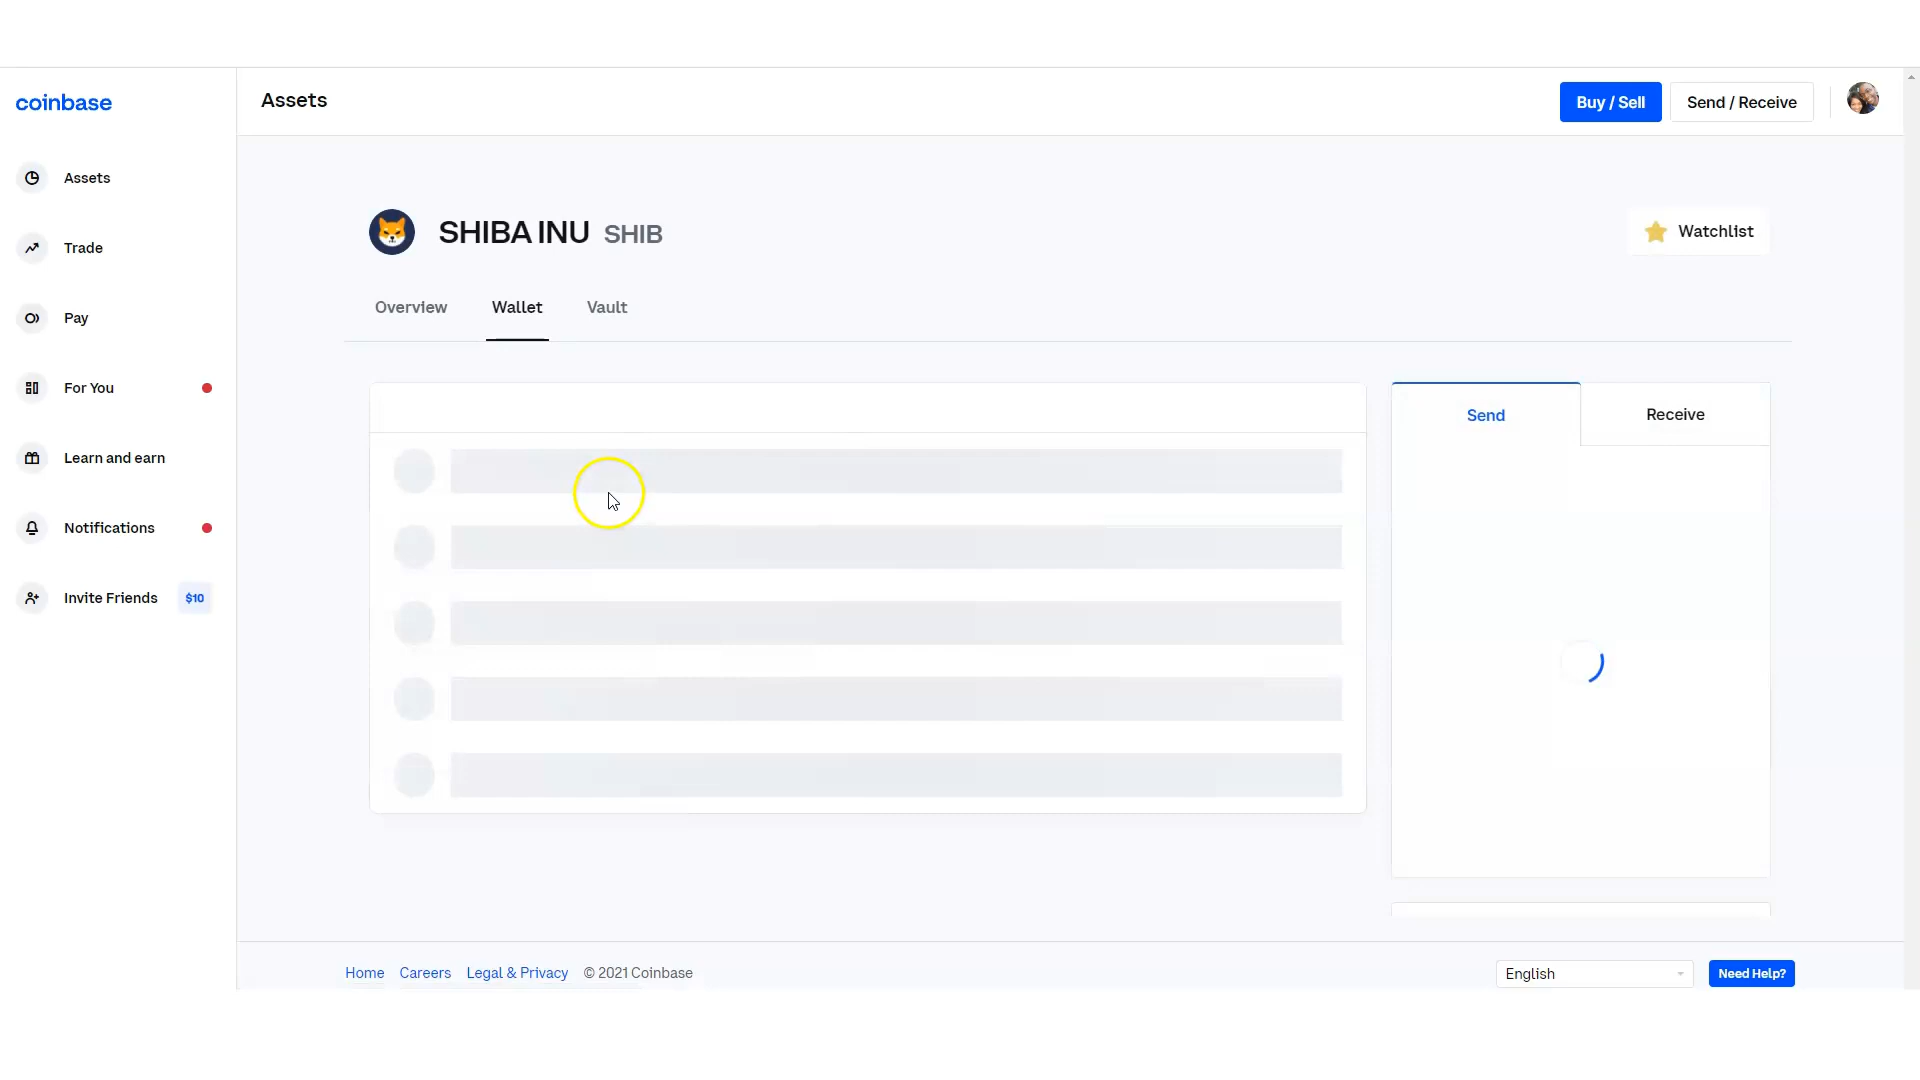 coinbase
Assets
Buy / Sell
Send / Receive
Assets
Trade
Pay
For You
Learn and earn
Notifications
Invite Friends $10
SHIBA INU SHIB
Watchlist
Overview Wallet Vault
Send Receive
Home Careers Legal & Privacy © 2021 Coinbase
English
Need Help?